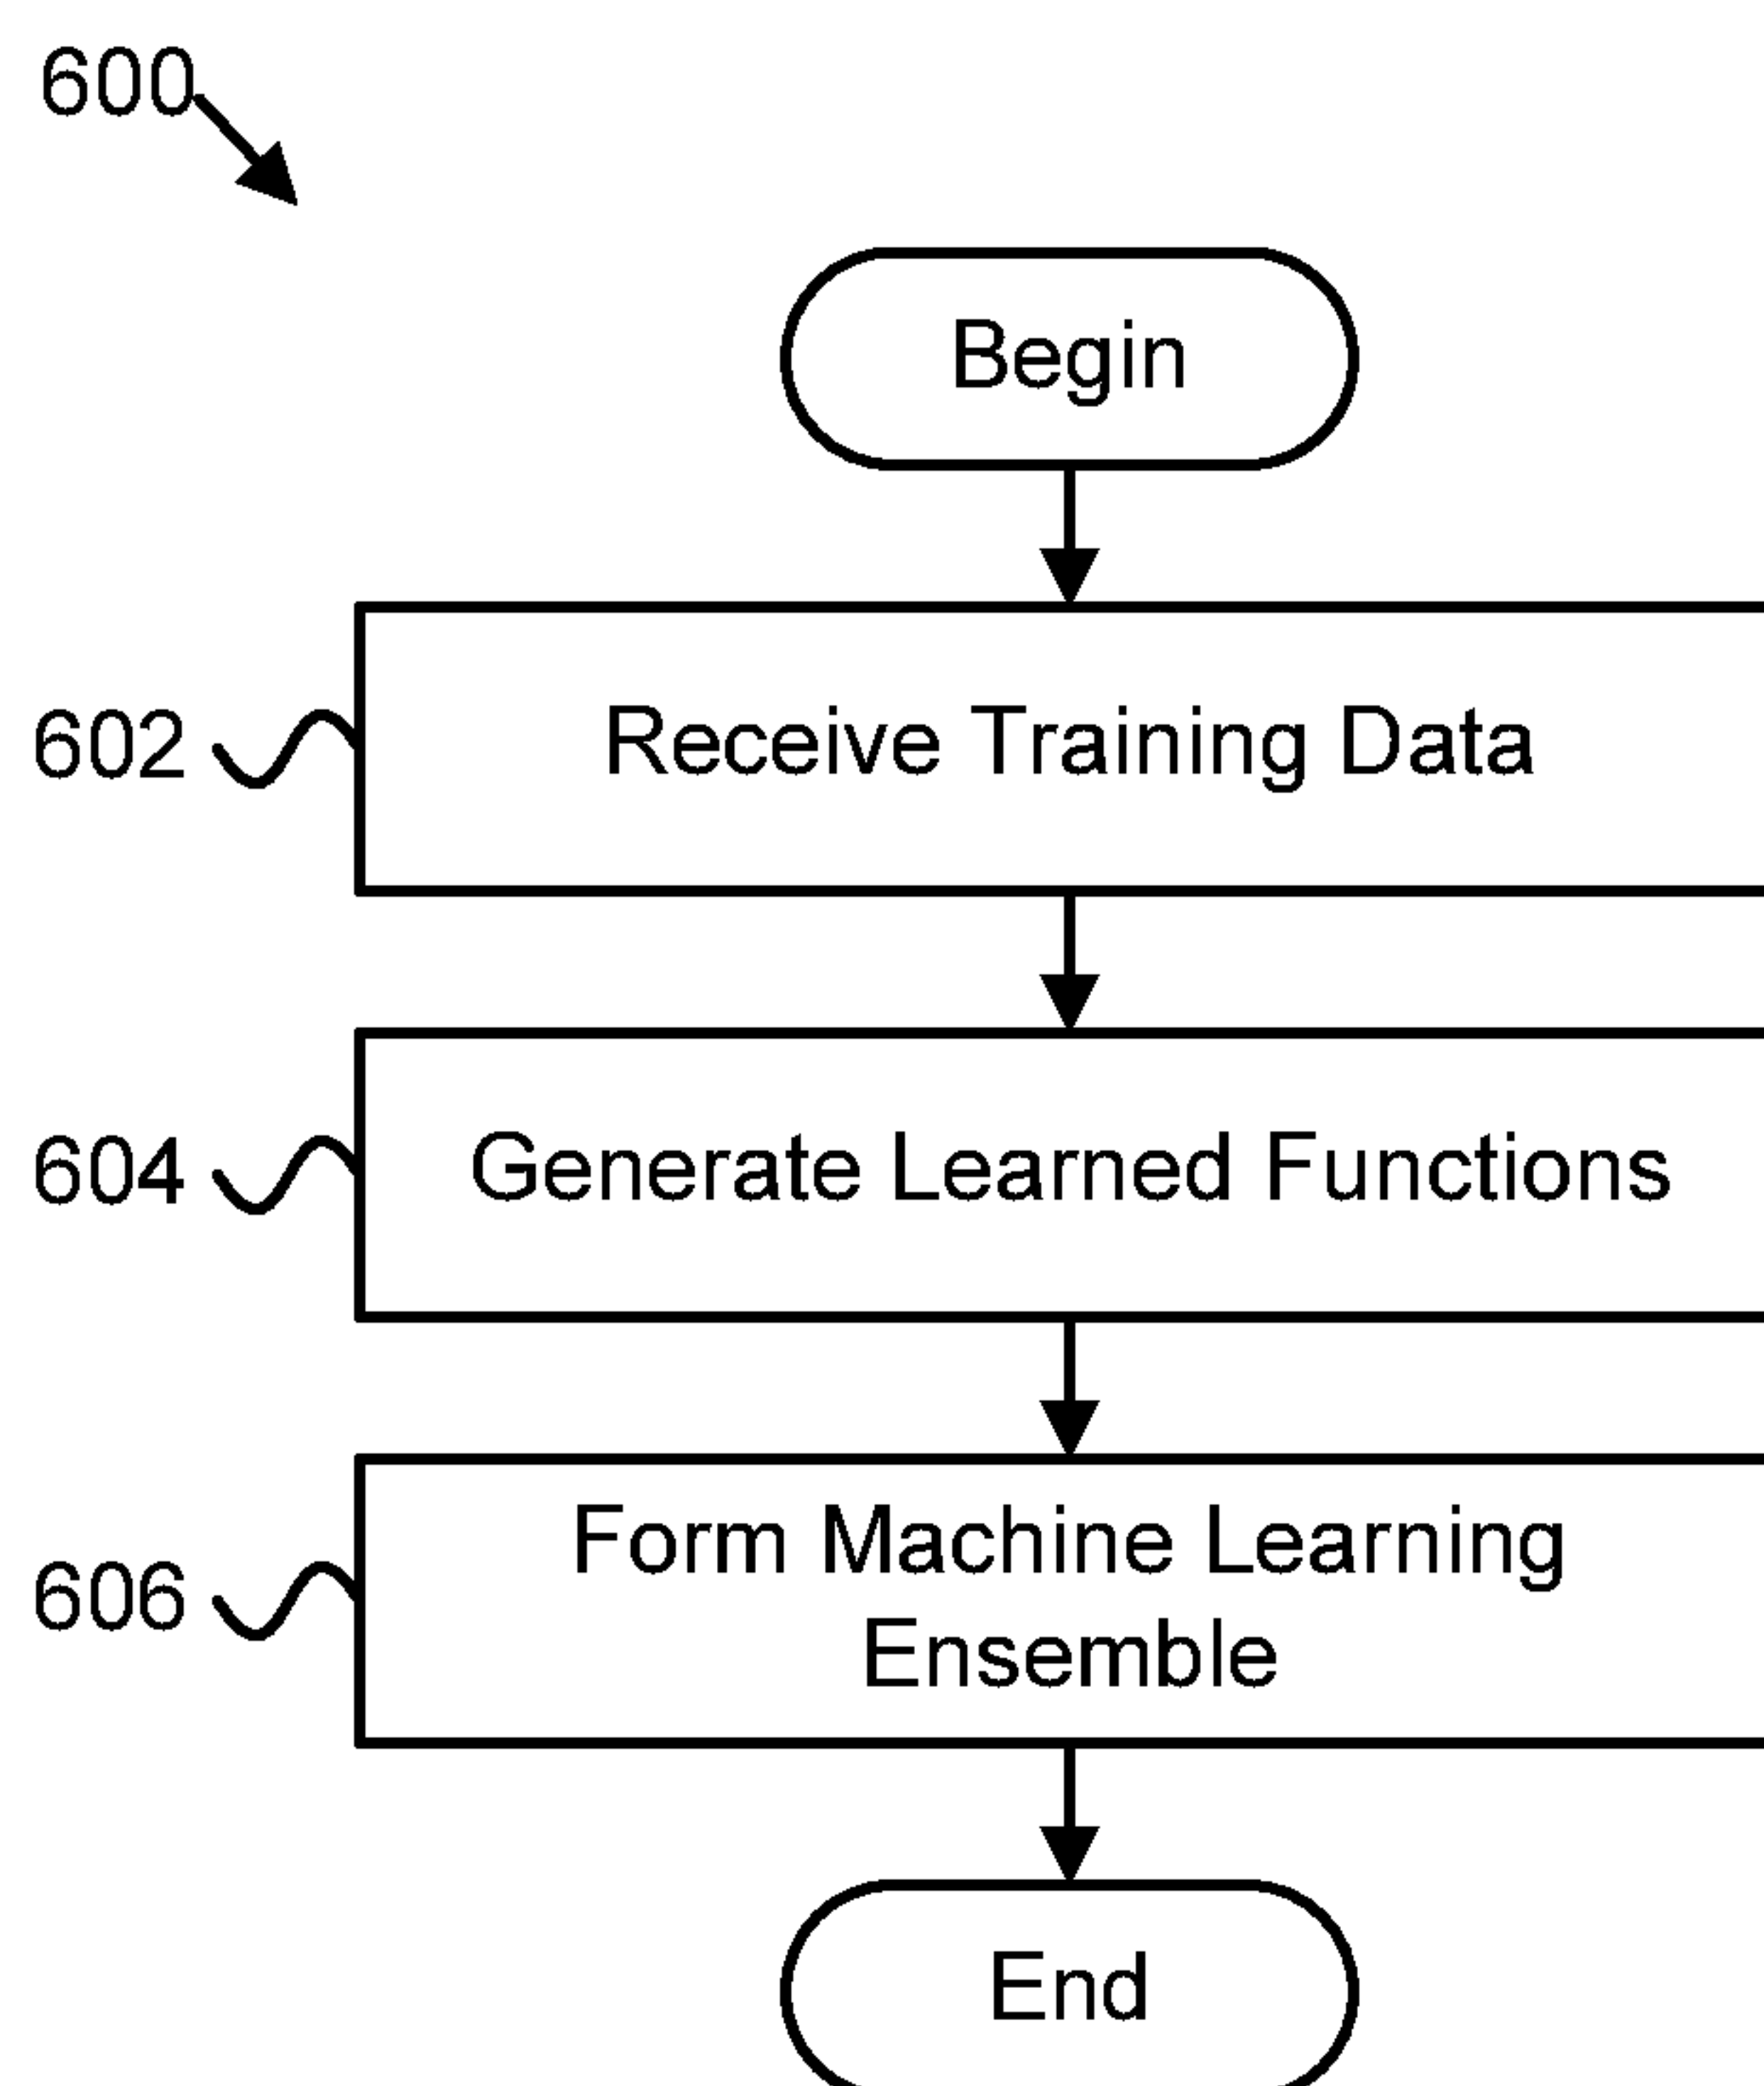 600
Begin
602
Receive Training Data
604
Generate Learned Functions
606
Form Machine Learning
Ensemble
End